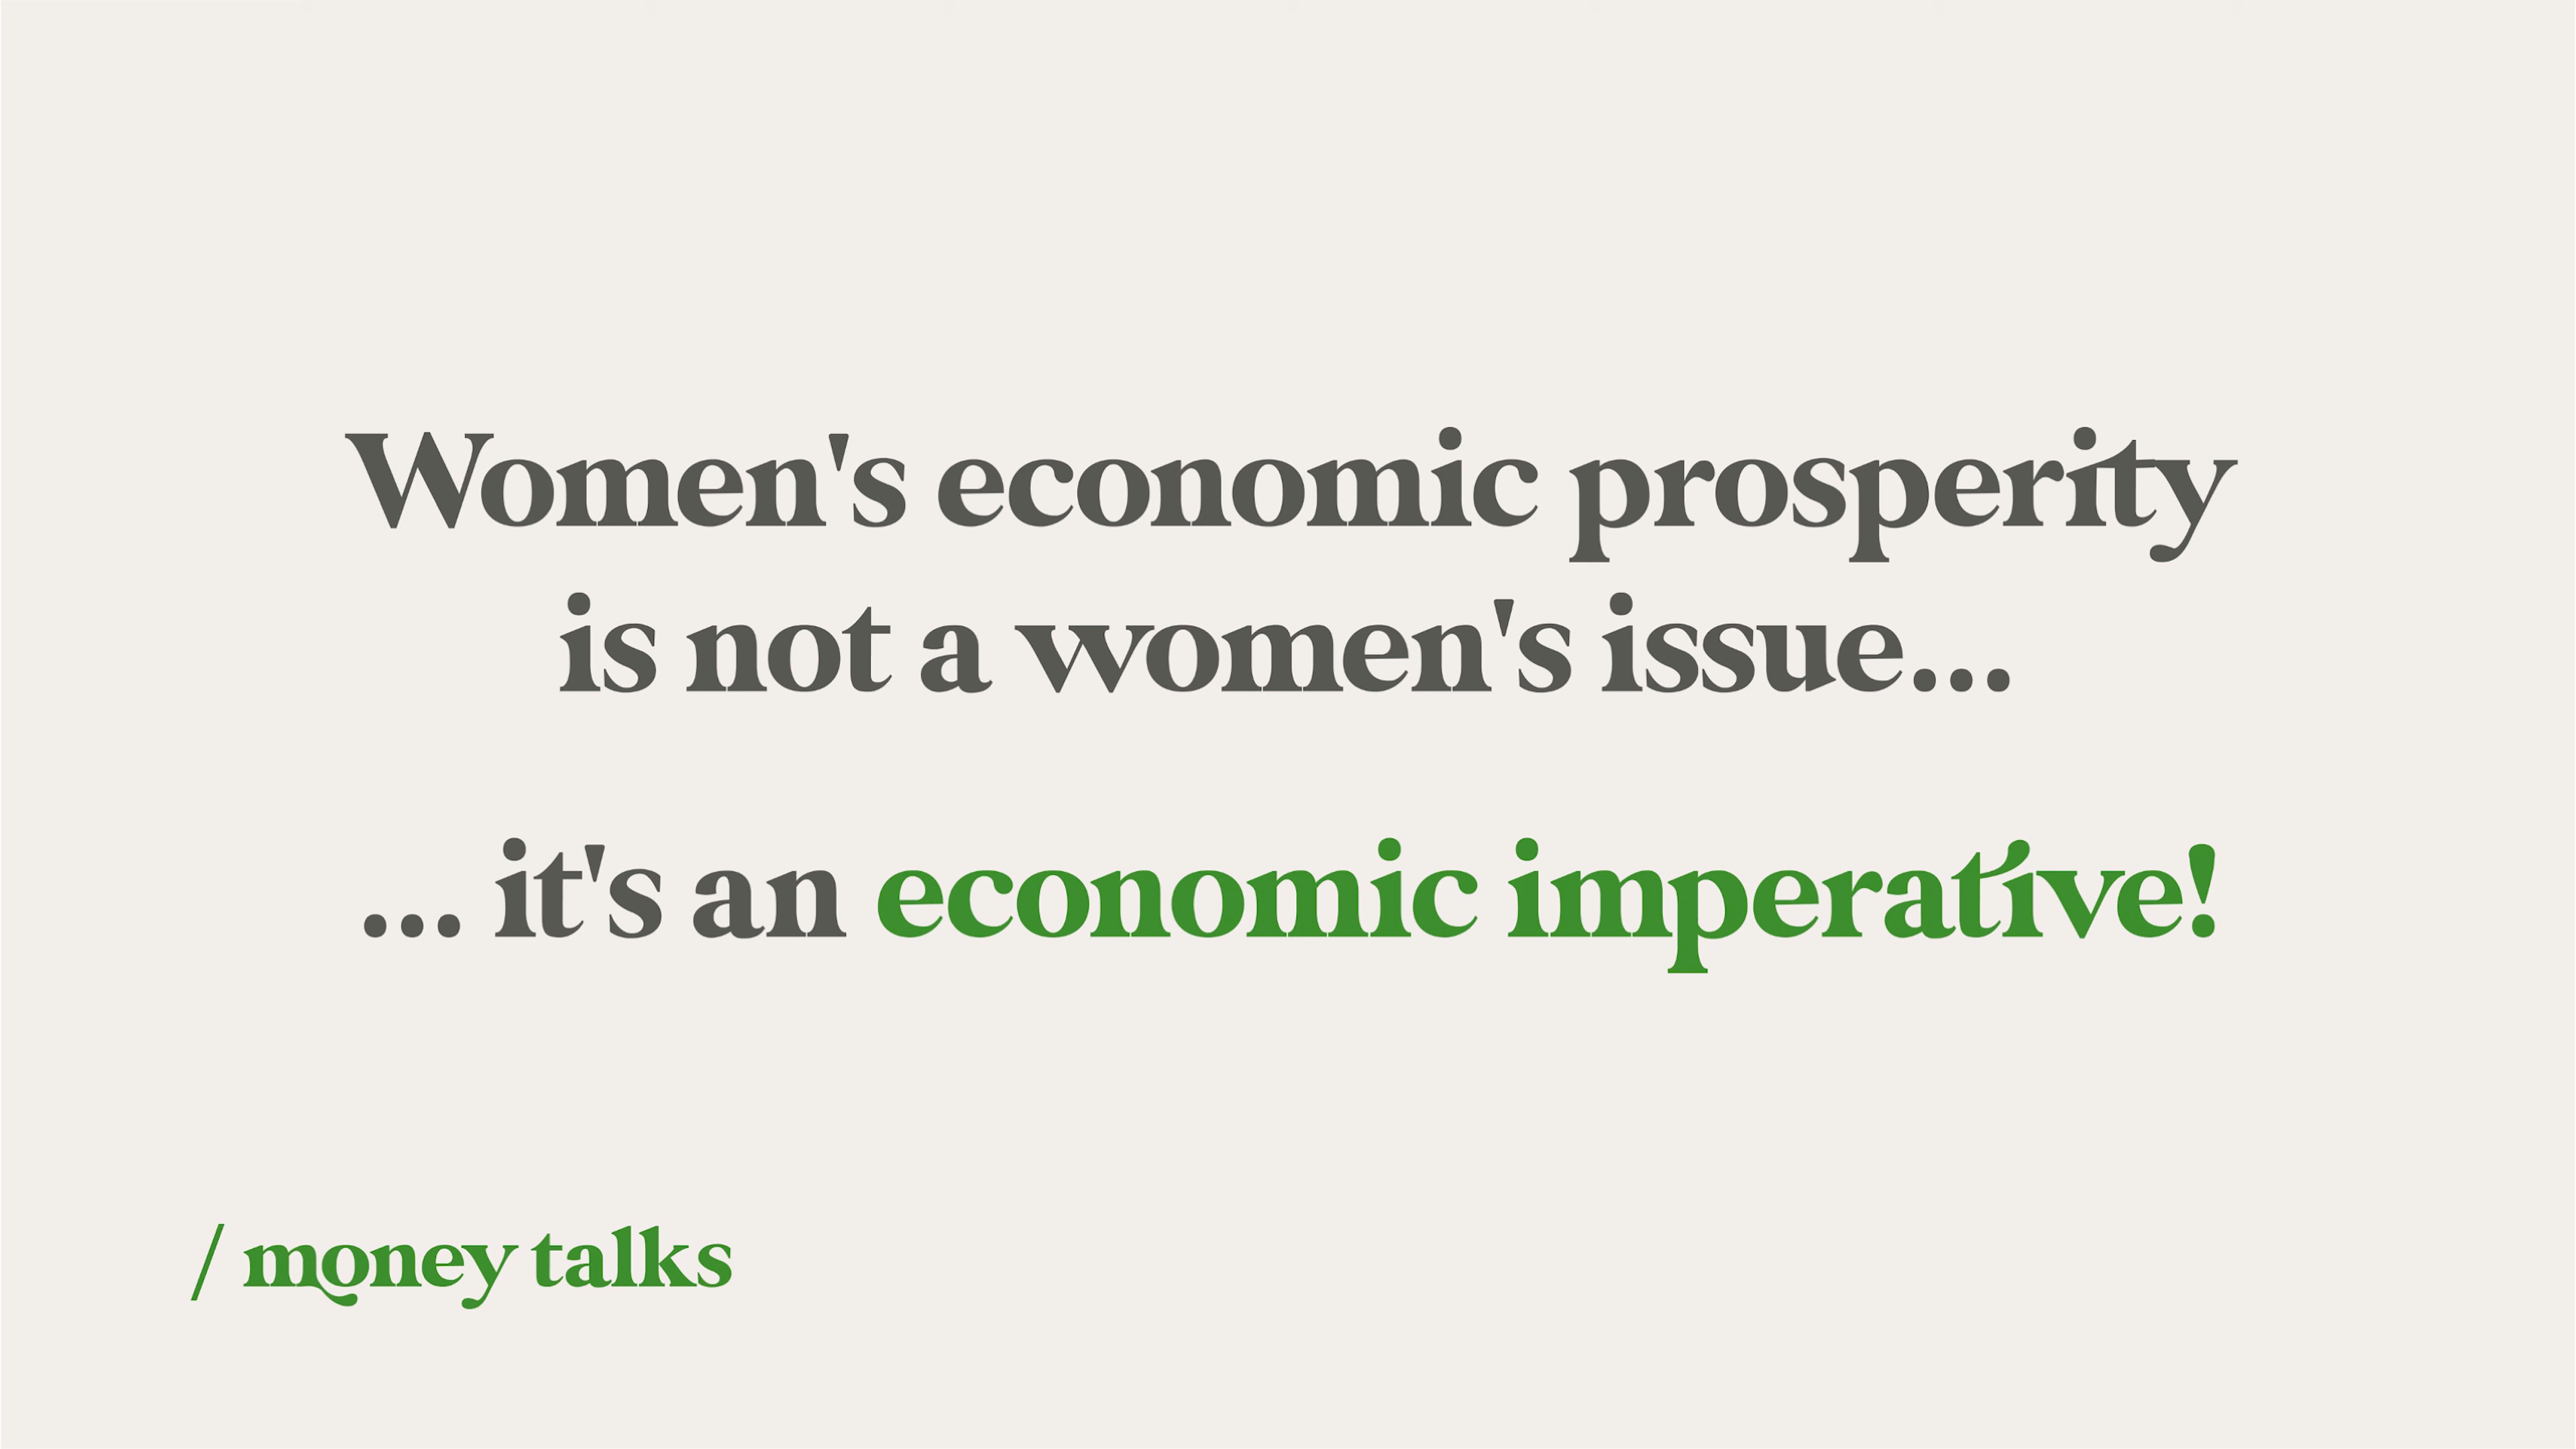 Women's economic prosperity
is not a women's issue...
... it's an economic imperative!
/ money talks